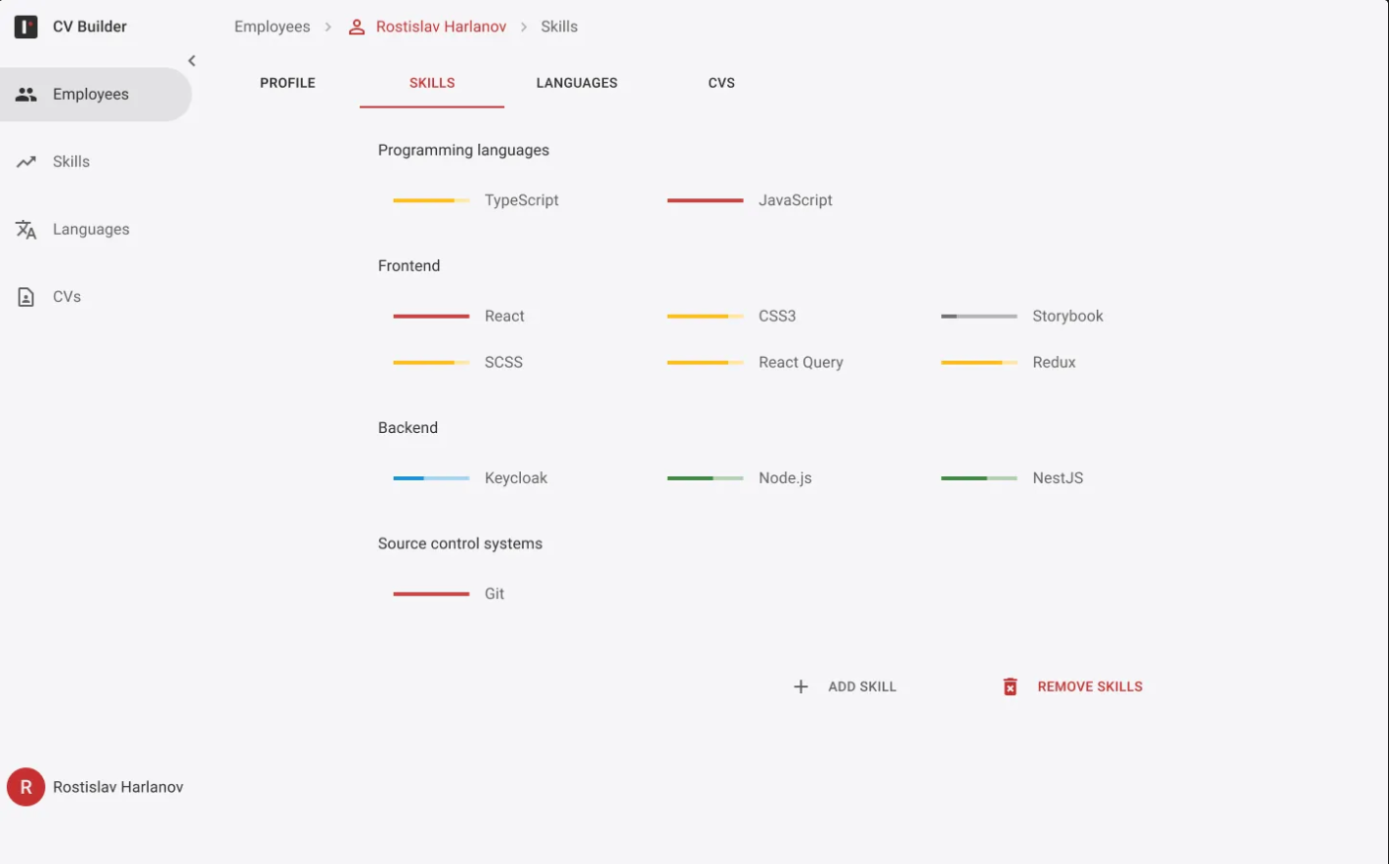 CV Builder
Employees
Skills
Languages
CVs
Rostislav Harlanov
Employees > Rostislav Harlanov > Skills
PROFILE SKILLS LANGUAGES CVS
Programming languages
TypeScript JavaScript
Frontend
React CSS3 Storybook
SCSS React Query Redux
Backend
Keycloak Node.js NestJS
Source control systems
Git
ADD SKILL REMOVE SKILLS
R